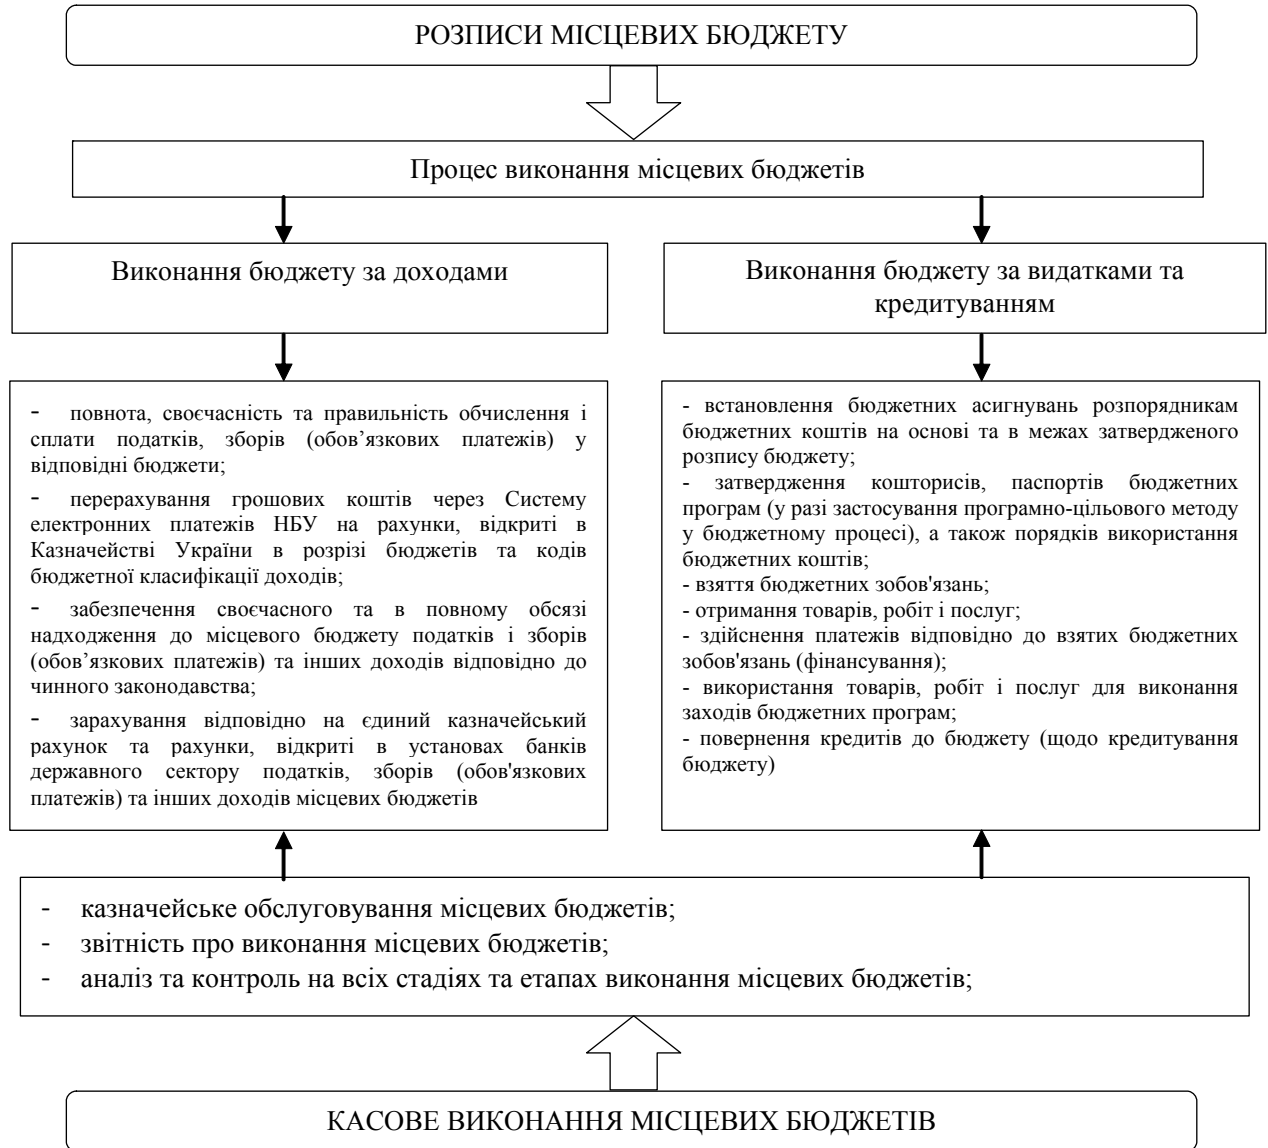 РОЗПИСИ МІСЦЕВИХ БЮДЖЕТУ
Процес виконання місцевих бюджетів
Виконання бюджету за доходами
Виконання бюджету за видатками та
кредитуванням
- повнота, своєчасність та правильність обчислення і
сплати податків, зборів (обов’язкових платежів) у
відповідні бюджети;
- перерахування грошових коштів через Систему
електронних платежів НБУ на рахунки, відкриті в
Казначействі України в розрізі бюджетів та кодів
бюджетної класифікації доходів;
- забезпечення своєчасного та в повному обсязі
надходження до місцевого бюджету податків і зборів
(обов’язкових платежів) та інших доходів відповідно до
чинного законодавства;
- зарахування відповідно на єдиний казначейський
рахунок та рахунки, відкриті в установах банків
державного сектору податків, зборів (обов'язкових
платежів) та інших доходів місцевих бюджетів
- встановлення бюджетних асигнувань розпорядникам
бюджетних коштів на основі та в межах затвердженого
розпису бюджету;
- затвердження кошторисів, паспортів бюджетних
програм (у разі застосування програмно-цільового методу
у бюджетному процесі), а також порядків використання
бюджетних коштів;
- взяття бюджетних зобов'язань;
- отримання товарів, робіт і послуг;
- здійснення платежів відповідно до взятих бюджетних
зобов'язань (фінансування);
- використання товарів, робіт і послуг для виконання
заходів бюджетних програм;
- повернення кредитів до бюджету (щодо кредитування
бюджету)
- казначейське обслуговування місцевих бюджетів;
- звітність про виконання місцевих бюджетів;
- аналіз та контроль на всіх стадіях та етапах виконання місцевих бюджетів;
КАСОВЕ ВИКОНАННЯ МІСЦЕВИХ БЮДЖЕТІВ